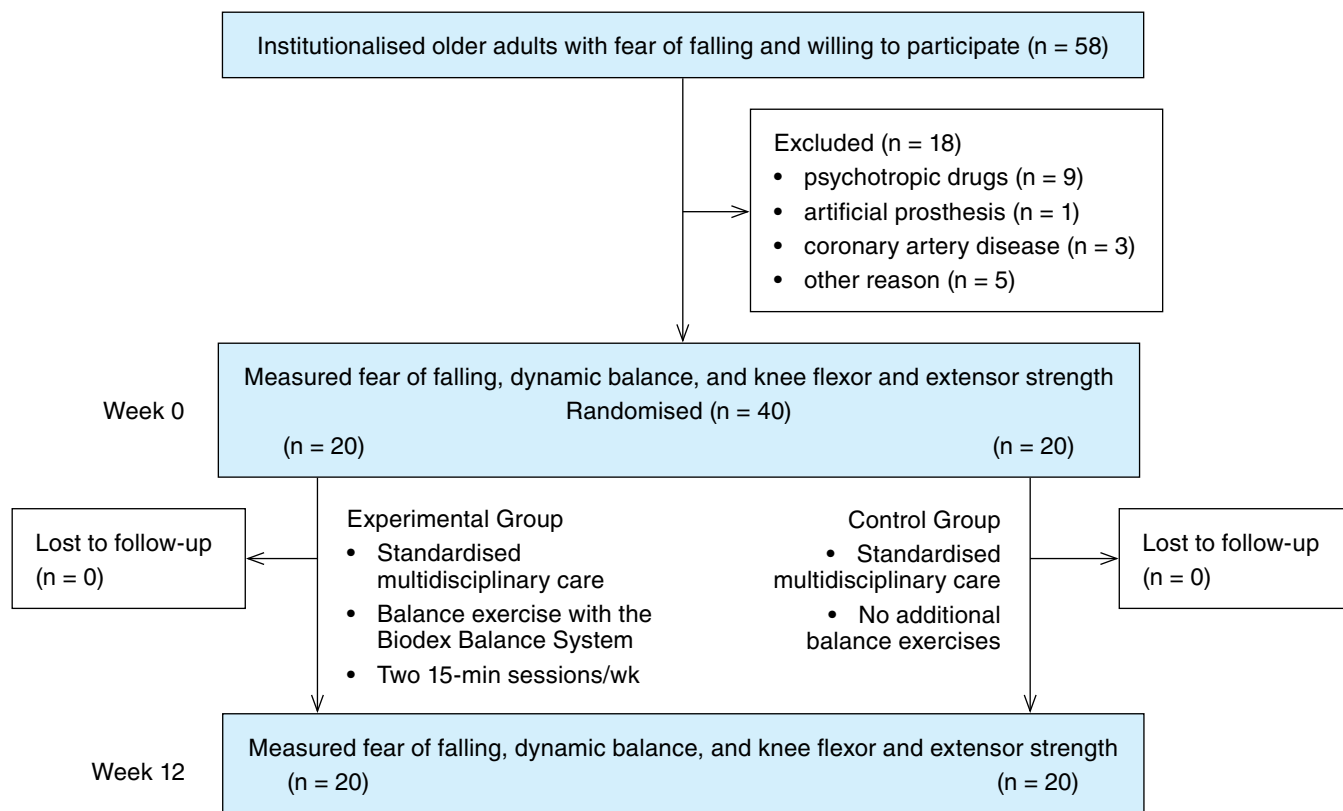 Institutionalised older adults with fear of falling and willing to participate (n = 58)
Excluded (n = 18)
• psychotropic drugs (n = 9)
• artificial prosthesis (n = 1)
• coronary artery disease (n = 3)
• other reason (n = 5)
Week 0
Measured fear of falling, dynamic balance, and knee flexor and extensor strength
Randomised (n = 40)
(n = 20) (n = 20)
Lost to follow-up
(n = 0)
Experimental Group
• Standardised
multidisciplinary care
• Balance exercise with the
Biodex Balance System
• Two 15-min sessions/wk
Control Group
• Standardised
multidisciplinary care
• No additional
balance exercises
Lost to follow-up
(n = 0)
Week 12
Measured fear of falling, dynamic balance, and knee flexor and extensor strength
(n = 20) (n = 20)